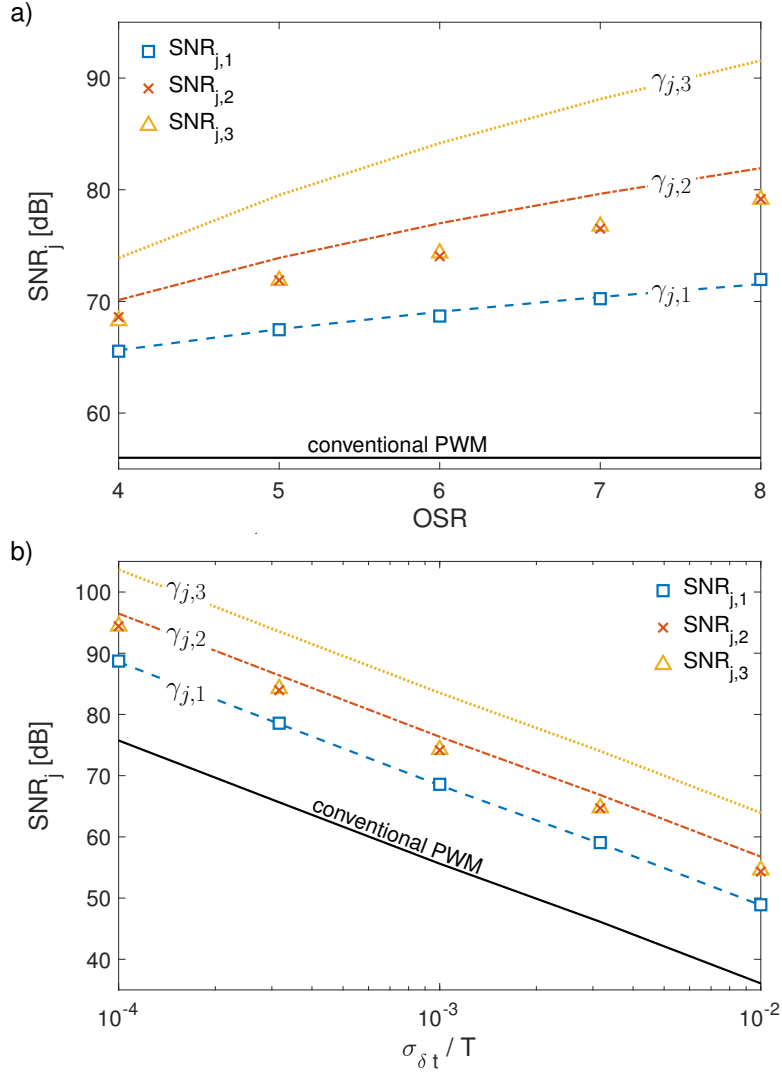 a)
SNR_j,1
SNR_j,2
SNR_j,3
γ_j,3
γ_j,2
γ_j,1
conventional PWM
90
80
70
60
SNR_j [dB]
4
5
6
7
8
OSR
b)
γ_j,3
γ_j,2
γ_j,1
SNR_j,1
SNR_j,2
SNR_j,3
conventional PWM
100
90
80
70
60
50
40
SNR_j [dB]
10^-4
10^-3
10^-2
σ_δ t / T